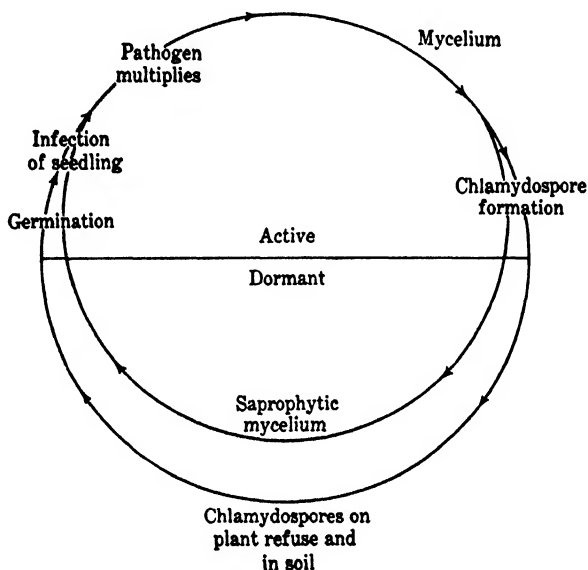 Pathogen
multiplies
Mycelium
Infection
of seedling
Germination
Chlamydospore
formation
Active
Dormant
Saprophytic
mycelium
Chlamydospores on
plant refuse and
in soil